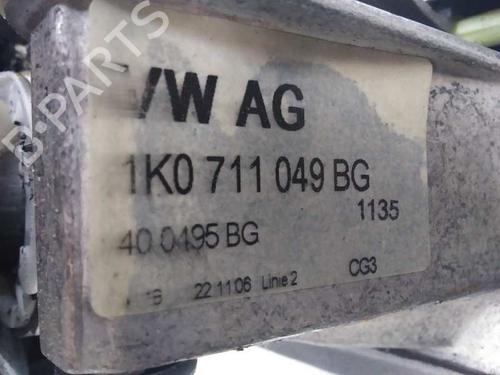 VW AG
1K0 711 049 BG
1135
40 0495 BG
22 11 06 Linie 2 CG3
B-PARTS